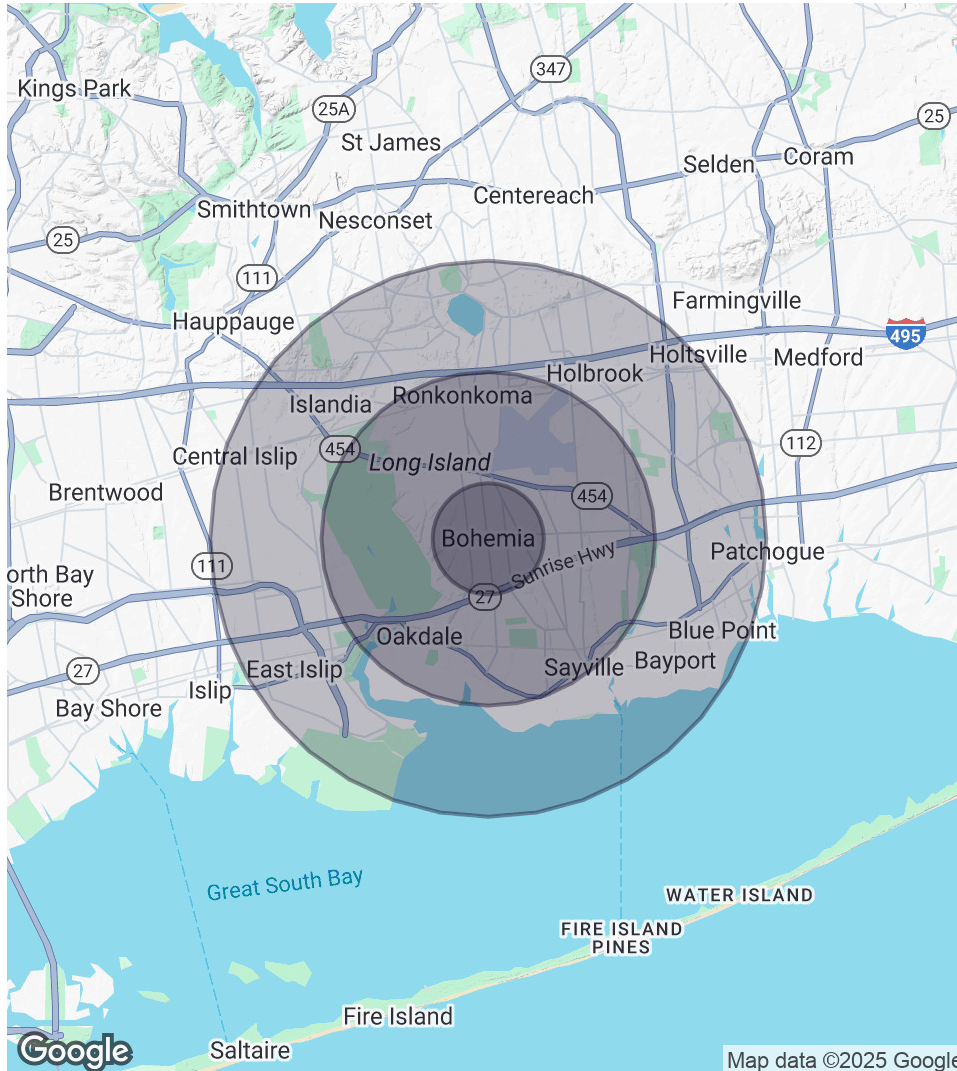 347
Kings Park
25A
25
St James
Selden
Coram
Centereach
Smithtown
Nesconset
25
111
Farmingville
Hauppauge
495
Holtsville
Medford
Holbrook
Ronkonkoma
Islandia
112
454
Central Islip
Long Island
Brentwood
454
Bohemia
Patchogue
Sunrise Hwy
111
orth Bay
Shore
27
Blue Point
Oakdale
Bayport
Sayville
East Islip
27
Islip
Bay Shore
Great South Bay
WATER ISLAND
FIRE ISLAND
PINES
Fire Island
Saltaire
Google
Map data ©2025 Google